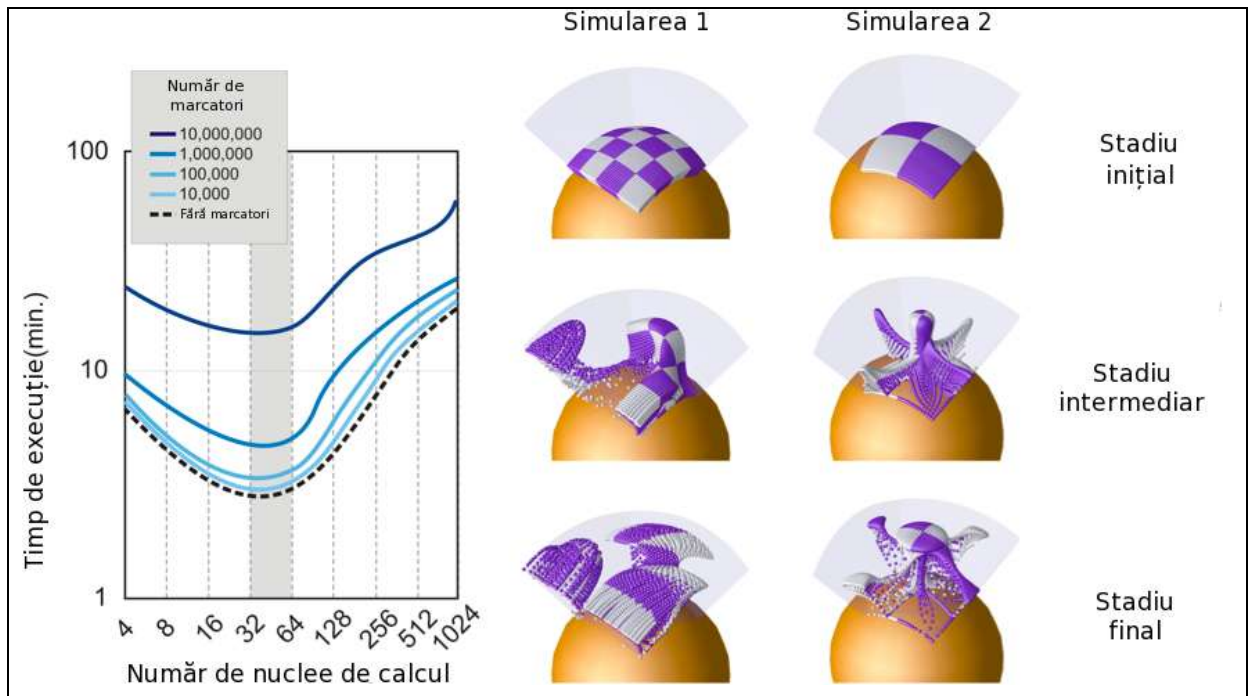 Simularea 1
Simularea 2
Număr de
marcatori
10,000,000
1,000,000
100,000
10,000
Fără marcatori
100
10
1
Timp de execuție(min.)
4
8
16
32
64
128
256
512
1024
Număr de nuclee de calcul
Stadiu
inițial
Stadiu
intermediar
Stadiu
final